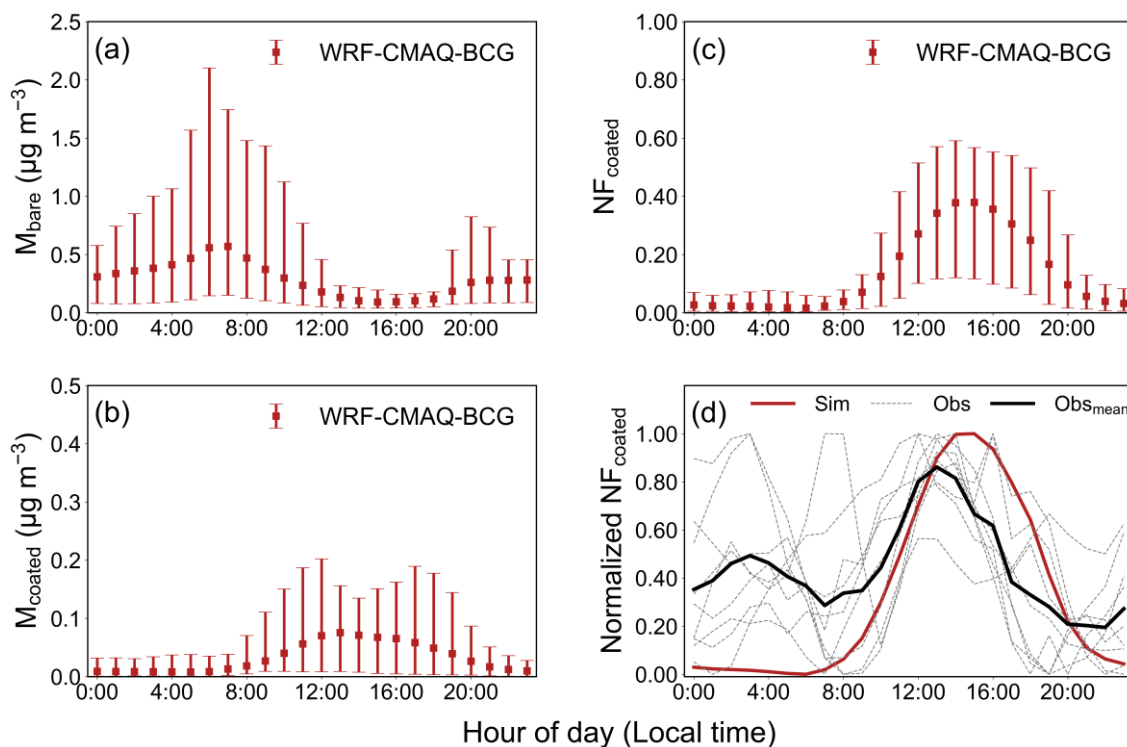 (a)
WRF-CMAQ-BCG
M_bare (μg m⁻³)
2.5
2.0
1.5
1.0
0.5
0.0
0:00 4:00 8:00 12:00 16:00 20:00
(c)
WRF-CMAQ-BCG
NF_coated
1.00
0.80
0.60
0.40
0.20
0.00
0:00 4:00 8:00 12:00 16:00 20:00
(b)
WRF-CMAQ-BCG
M_coated (μg m⁻³)
0.5
0.4
0.3
0.2
0.1
0.0
0:00 4:00 8:00 12:00 16:00 20:00
(d)
Sim Obs Obs_mean
Normalized NF_coated
1.00
0.80
0.60
0.40
0.20
0.00
0:00 4:00 8:00 12:00 16:00 20:00
Hour of day (Local time)